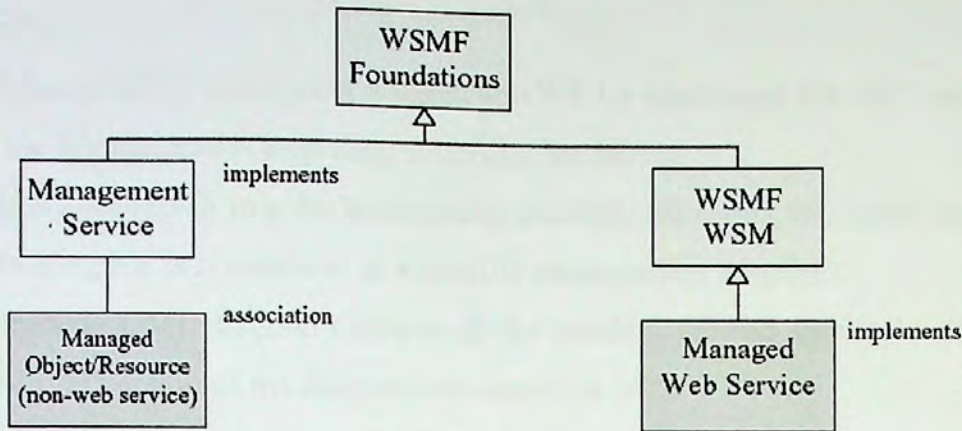 WSMF
Foundations
implements
Management
Service
WSMF
WSM
association
Managed
Object/Resource
(non-web service)
Managed
Web Service
implements